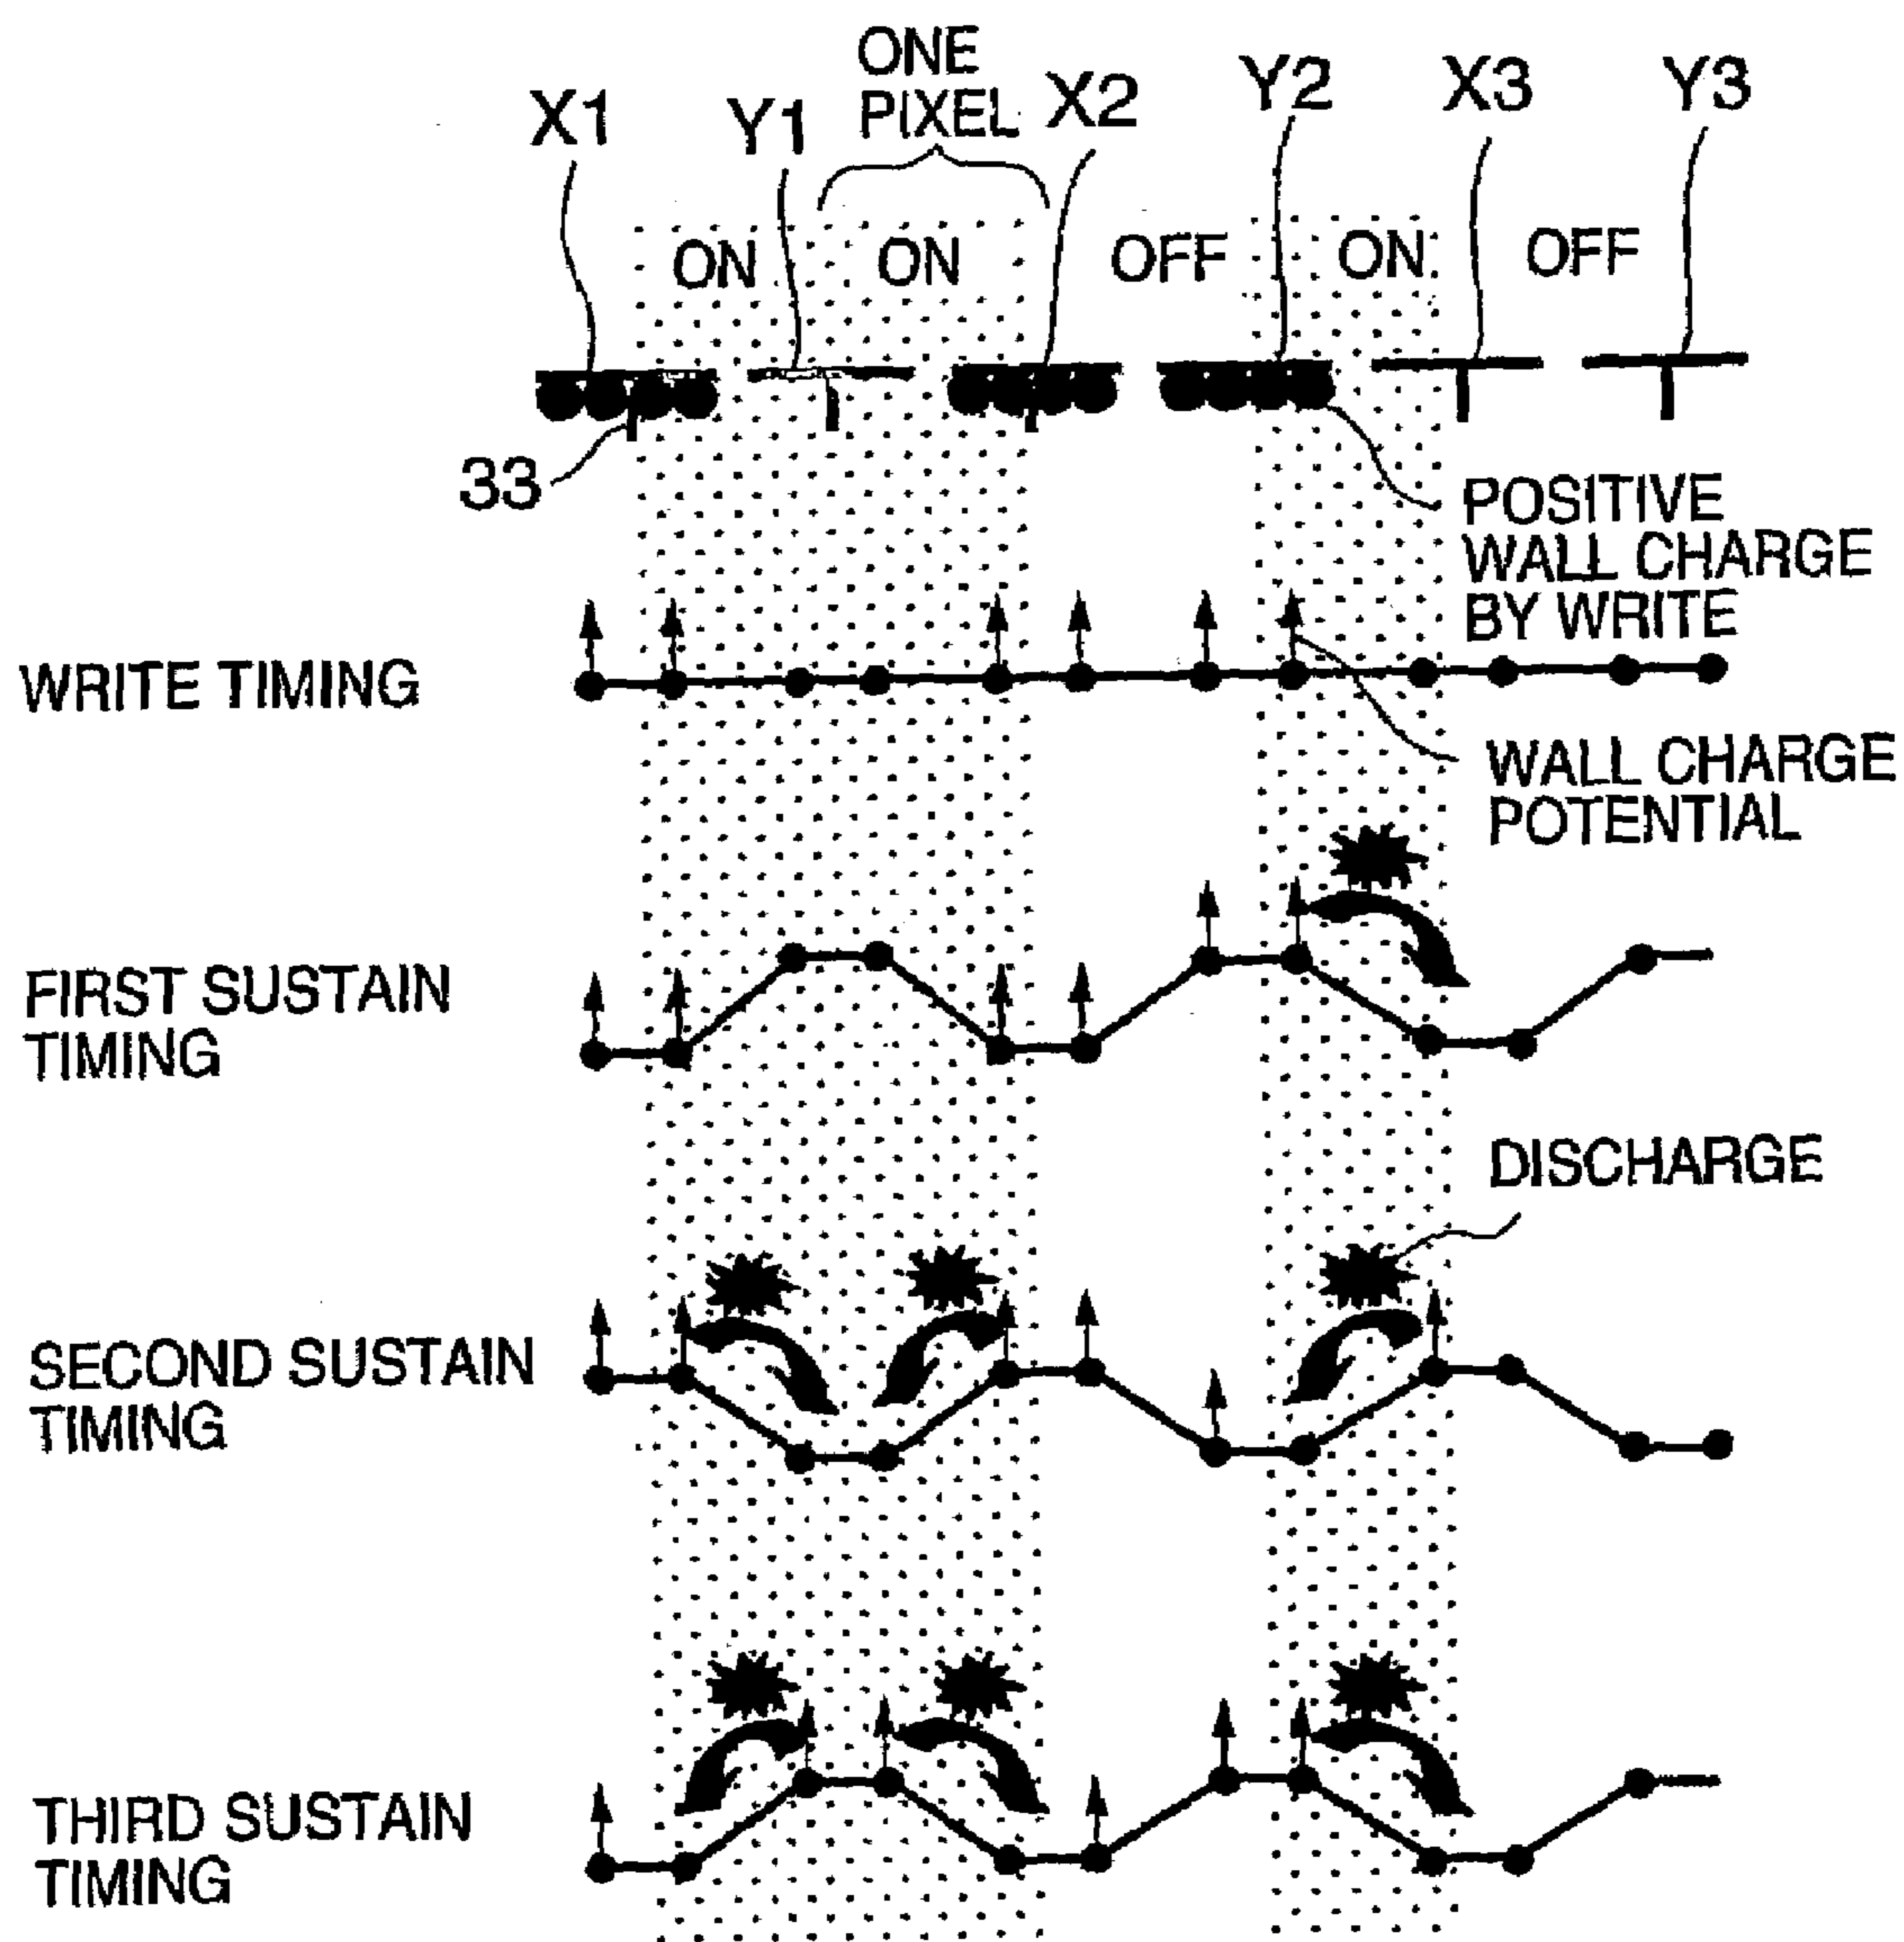 ONE
PIXEL
X1
Y1
X2
Y2
X3
Y3
ON
ON
OFF
ON
OFF
33
POSITIVE
WALL CHARGE
BY WRITE
WRITE TIMING
WALL CHARGE
POTENTIAL
FIRST SUSTAIN
TIMING
DISCHARGE
SECOND SUSTAIN
TIMING
THIRD SUSTAIN
TIMING